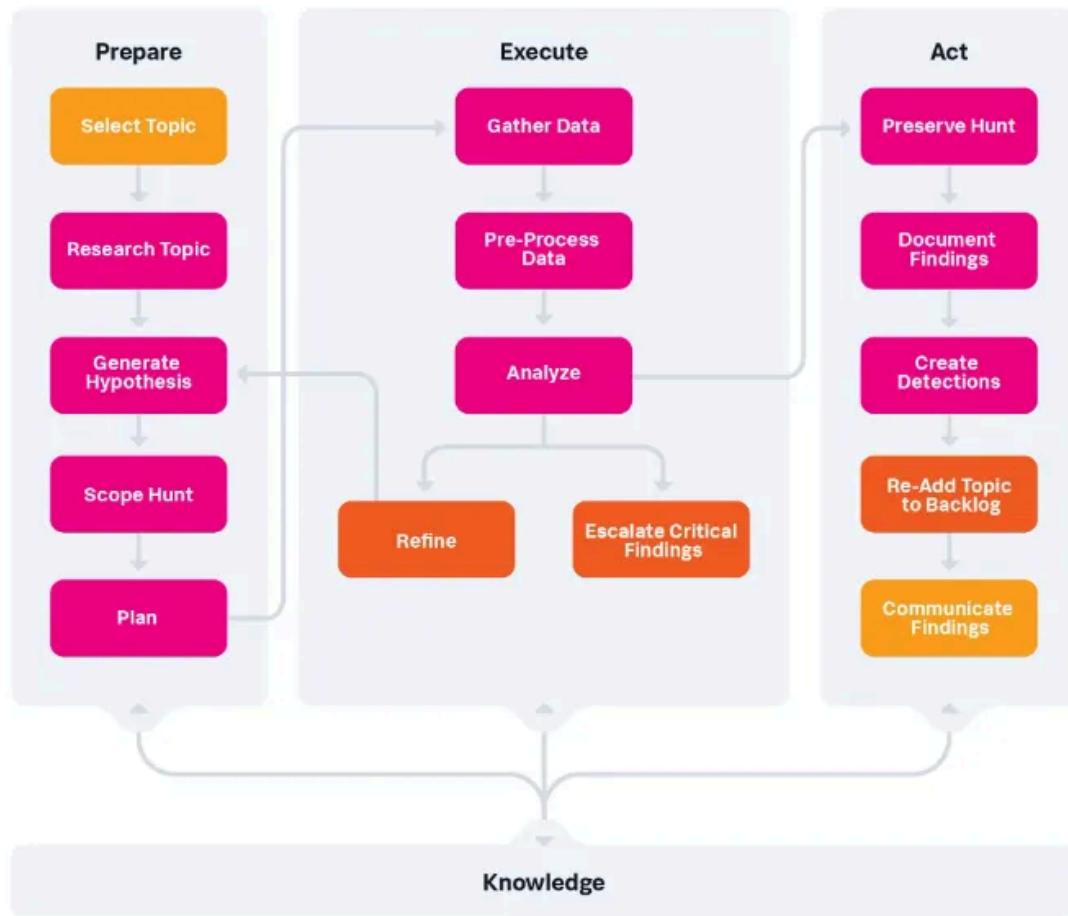 Prepare
Select Topic
Research Topic
Generate
Hypothesis
Scope Hunt
Plan
Execute
Gather Data
Pre-Process
Data
Analyze
Refine
Escalate Critical
Findings
Act
Preserve Hunt
Document
Findings
Create
Detections
Re-Add Topic
to Backlog
Communicate
Findings
Knowledge